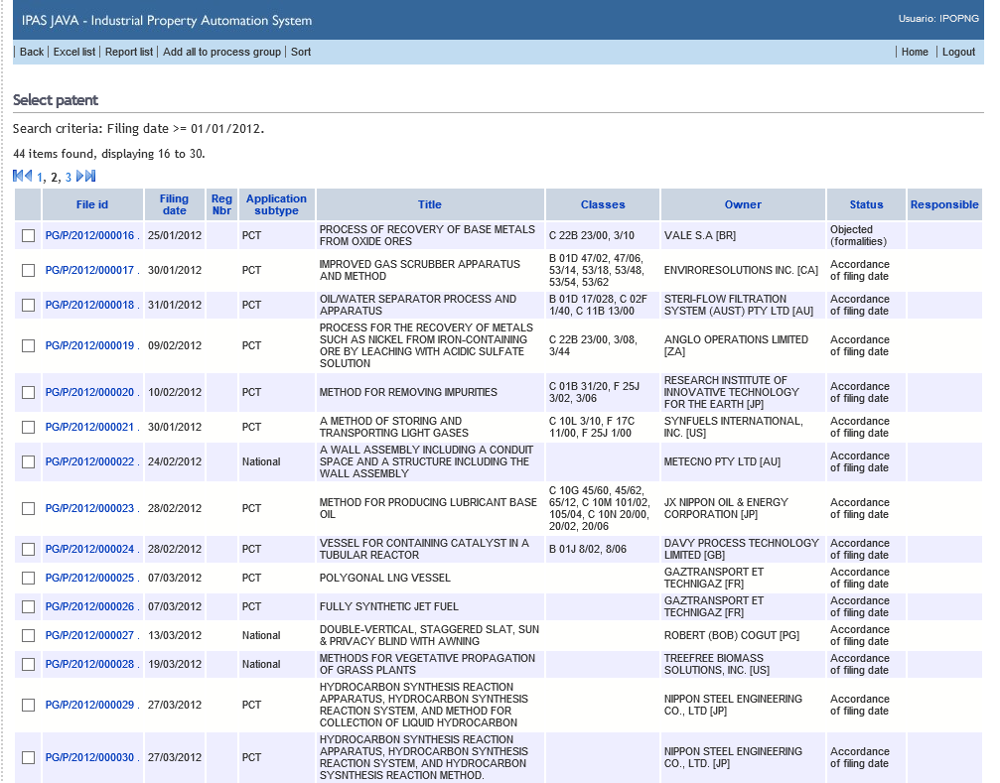 IPAS JAVA - Industrial Property Automation System
Usuario: IPOPNG
| Back | Excel list | Report list | Add all to process group | Sort
| Home | Logout
Select patent
Search criteria: Filing date >= 01/01/2012.
44 items found, displaying 16 to 30.
1, 2, 3
File id
Filing
date
Reg
Nbr
Application
subtype
Title
Classes
Owner
Status
Responsible
PG/P/2012/000016 .
25/01/2012
PCT
PROCESS OF RECOVERY OF BASE METALS
FROM OXIDE ORES
C 22B 23/00, 3/10
VALE S.A [BR]
Objected
(formalities)
PG/P/2012/000017 .
30/01/2012
PCT
IMPROVED GAS SCRUBBER APPARATUS
AND METHOD
B 01D 47/02, 47/06,
53/14, 53/18, 53/48,
53/54, 53/62
ENVIRORESOLUTIONS INC. [CA]
Accordance
of filing date
PG/P/2012/000018 .
31/01/2012
PCT
OIL/WATER SEPARATOR PROCESS AND
APPARATUS
B 01D 17/028, C 02F
1/40, C 11B 13/00
STERI-FLOW FILTRATION
SYSTEM (AUST) PTY LTD [AU]
Accordance
of filing date
PG/P/2012/000019 .
09/02/2012
PCT
PROCESS FOR THE RECOVERY OF METALS
SUCH AS NICKEL FROM IRON-CONTAINING
ORE BY LEACHING WITH ACIDIC SULFATE
SOLUTION
C 22B 23/00, 3/08,
3/44
ANGLO OPERATIONS LIMITED
[ZA]
Accordance
of filing date
PG/P/2012/000020 .
10/02/2012
PCT
METHOD FOR REMOVING IMPURITIES
C 01B 31/20, F 25J
3/02, 3/06
RESEARCH INSTITUTE OF
INNOVATIVE TECHNOLOGY
FOR THE EARTH [JP]
Accordance
of filing date
PG/P/2012/000021 .
30/01/2012
PCT
A METHOD OF STORING AND
TRANSPORTING LIGHT GASES
C 10L 3/10, F 17C
11/00, F 25J 1/00
SYNFUELS INTERNATIONAL,
INC. [US]
Accordance
of filing date
PG/P/2012/000022 .
24/02/2012
National
A WALL ASSEMBLY INCLUDING A CONDUIT
SPACE AND A STRUCTURE INCLUDING THE
WALL ASSEMBLY
METECNO PTY LTD [AU]
Accordance
of filing date
PG/P/2012/000023 .
28/02/2012
PCT
METHOD FOR PRODUCING LUBRICANT BASE
OIL
C 10G 45/60, 45/62,
65/12, C 10M 101/02,
105/04, C 10N 20/00,
20/02, 20/06
JX NIPPON OIL & ENERGY
CORPORATION [JP]
Accordance
of filing date
PG/P/2012/000024 .
28/02/2012
PCT
VESSEL FOR CONTAINING CATALYST IN A
TUBULAR REACTOR
B 01J 8/02, 8/06
DAVY PROCESS TECHNOLOGY
LIMITED [GB]
Accordance
of filing date
PG/P/2012/000025 .
07/03/2012
PCT
POLYGONAL LNG VESSEL
GAZTRANSPORT ET
TECHNIGAZ [FR]
Accordance
of filing date
PG/P/2012/000026 .
07/03/2012
PCT
FULLY SYNTHETIC JET FUEL
GAZTRANSPORT ET
TECHNIGAZ [FR]
Accordance
of filing date
PG/P/2012/000027 .
13/03/2012
National
DOUBLE-VERTICAL, STAGGERED SLAT, SUN
& PRIVACY BLIND WITH AWNING
ROBERT (BOB) COGUT [PG]
Accordance
of filing date
PG/P/2012/000028 .
19/03/2012
National
METHODS FOR VEGETATIVE PROPAGATION
OF GRASS PLANTS
TREEFREE BIOMASS
SOLUTIONS, INC. [US]
Accordance
of filing date
PG/P/2012/000029 .
27/03/2012
PCT
HYDROCARBON SYNTHESIS REACTION
APPARATUS, HYDROCARBON SYNTHESIS
REACTION SYSTEM, AND METHOD FOR
COLLECTION OF LIQUID HYDROCARBON
NIPPON STEEL ENGINEERING
CO., LTD [JP]
Accordance
of filing date
PG/P/2012/000030 .
27/03/2012
PCT
HYDROCARBON SYNTHESIS REACTION
APPARATUS, HYDROCARBON SYNTHESIS
REACTION SYSTEM, AND HYDROCARBON
SYSNTHESIS REACTION METHOD.
NIPPON STEEL ENGINEERING
CO., LTD. [JP]
Accordance
of filing date